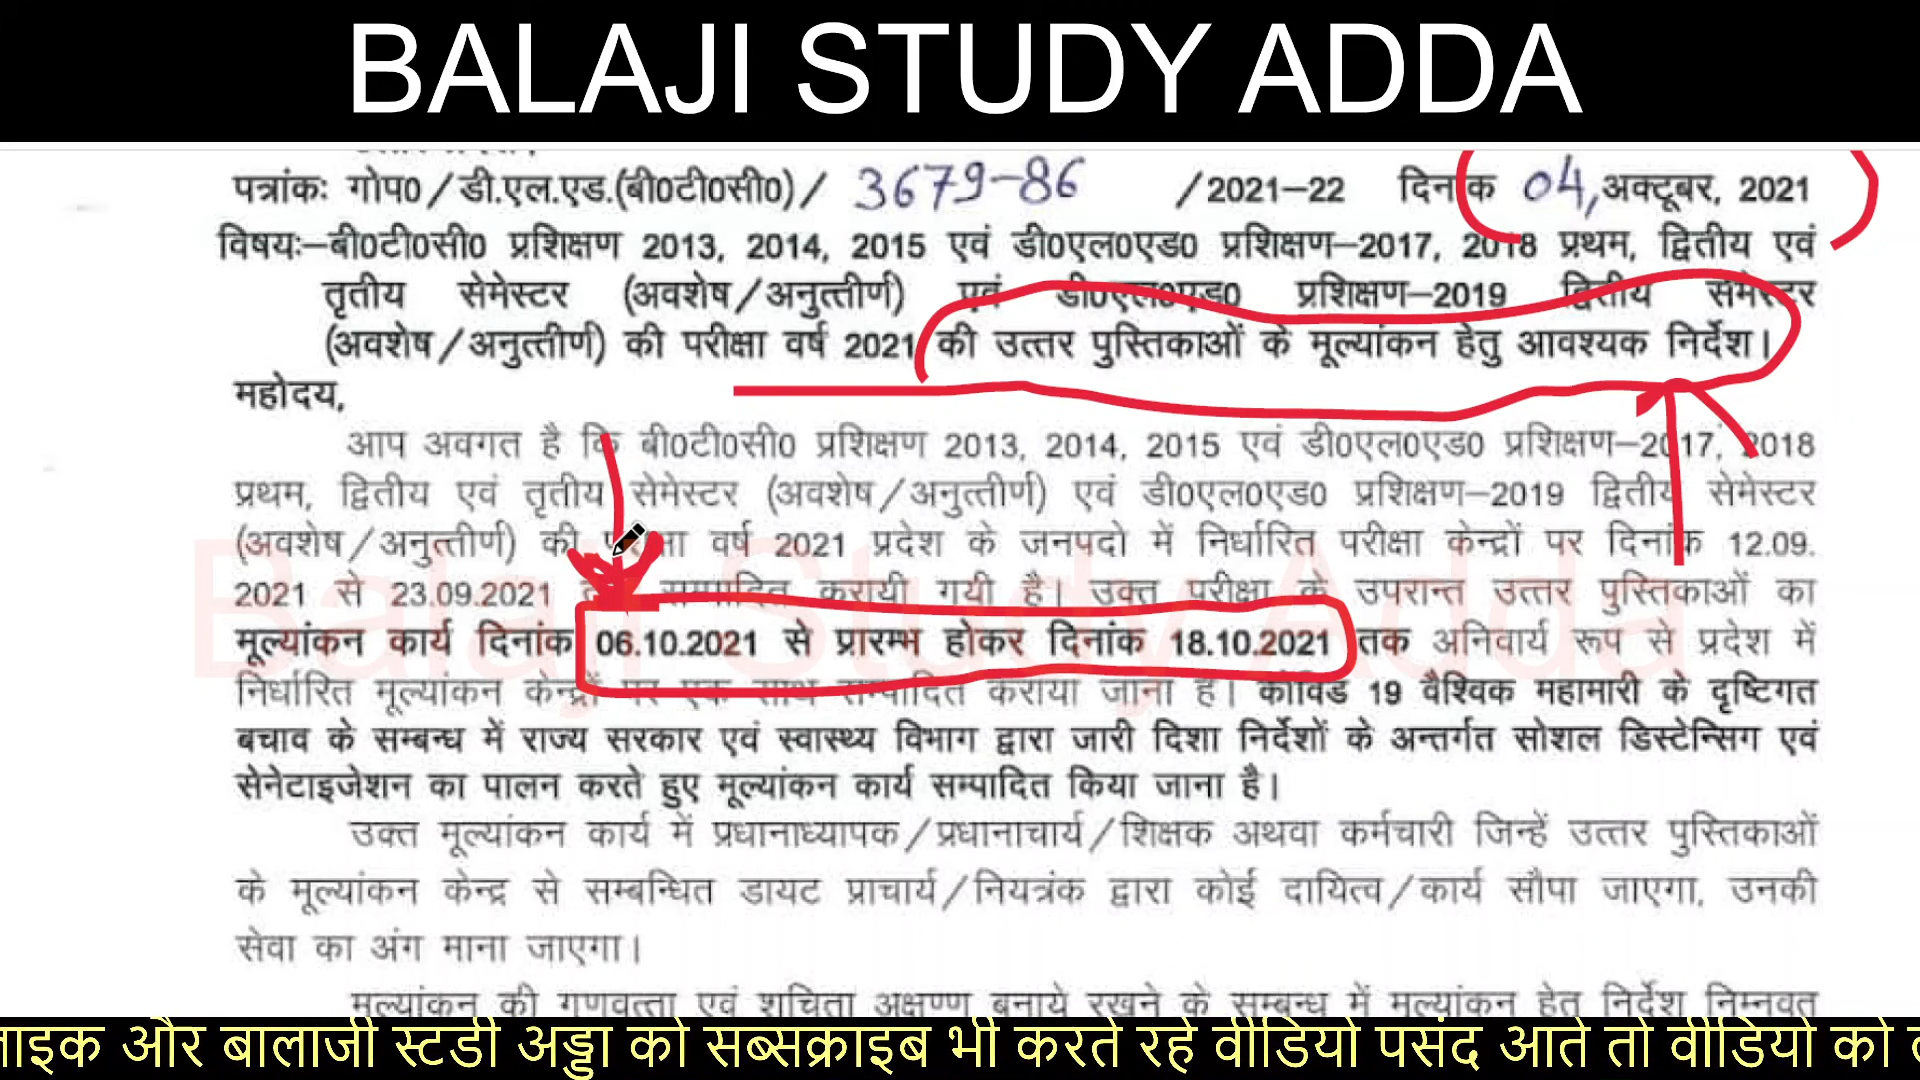 BALAJI STUDY ADDA
पत्रांकः गोप0/डी.एल.एड.(बी0टी0सी0)/ 3679-86 /2021-22 दिनांक 04, अक्टूबर, 2021
विषयः-बी0टी0सी0 प्रशिक्षण 2013, 2014, 2015 एवं डी0एल0एड0 प्रशिक्षण-2017, 2018 प्रथम, द्वितीय एवं
तृतीय सेमेस्टर (अवशेष/अनुत्तीर्ण) एवं डी0एल0एड0 प्रशिक्षण-2019 द्वितीय सेमेस्टर
(अवशेष/अनुत्तीर्ण) की परीक्षा वर्ष 2021 की उत्तर पुस्तिकाओं के मूल्यांकन हेतु आवश्यक निर्देश।
महोदय,
आप अवगत है कि बी0टी0सी0 प्रशिक्षण 2013, 2014, 2015 एवं डी0एल0एड0 प्रशिक्षण-2017, 2018
प्रथम, द्वितीय एवं तृतीय सेमेस्टर (अवशेष/अनुत्तीर्ण) एवं डी0एल0एड0 प्रशिक्षण-2019 द्वितीय सेमेस्टर
(अवशेष/अनुत्तीर्ण) की परीक्षा वर्ष 2021 प्रदेश के जनपदो में निर्धारित परीक्षा केन्द्रों पर दिनांक 12.09.
2021 से 23.09.2021 सम्पादित करायी गयी है। उक्त परीक्षा के उपरान्त उत्तर पुस्तिकाओं का
मूल्यांकन कार्य दिनांक 06.10.2021 से प्रारम्भ होकर दिनांक 18.10.2021 तक अनिवार्य रूप से प्रदेश में
निर्धारित मूल्यांकन केन्द्रों पर एक साथ सम्पादित कराया जाना है। कोविड 19 वैश्विक महामारी के दृष्टिगत
बचाव के सम्बन्ध में राज्य सरकार एवं स्वास्थ्य विभाग द्वारा जारी दिशा निर्देशों के अन्तर्गत सोशल डिस्टेन्सिग एवं
सेनेटाइजेशन का पालन करते हुए मूल्यांकन कार्य सम्पादित किया जाना है।
उक्त मूल्यांकन कार्य में प्रधानाध्यापक/प्रधानाचार्य/शिक्षक अथवा कर्मचारी जिन्हें उत्तर पुस्तिकाओं
के मूल्यांकन केन्द्र से सम्बन्धित डायट प्राचार्य/नियत्रंक द्वारा कोई दायित्व/कार्य सौपा जाएगा, उनकी
सेवा का अंग माना जाएगा।
मूल्यांकन की गुणवत्ता एवं शुचिता अक्षुण्ण बनाये रखने के सम्बन्ध में मूल्यांकन हेतु निर्देश निम्नवत
Balaji Study Adda
और बालाजी स्टडी अड्डा को सब्सक्राइब भी करते रहे वीडियो पसंद आते तो वीडियो को